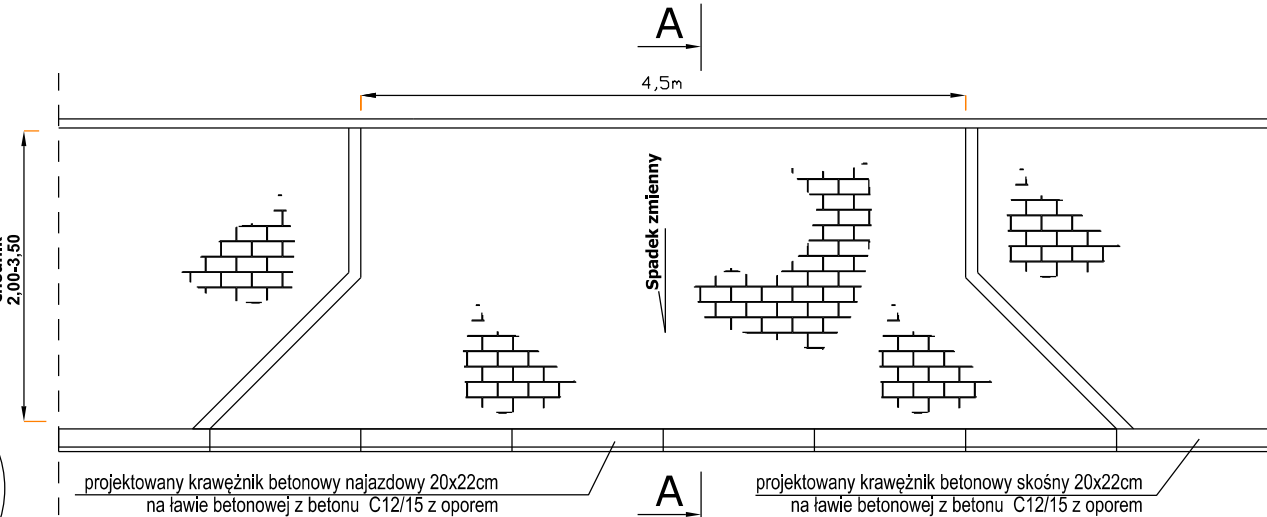 A
4,5m
Spadek zmienny
2,00-3,50
projektowany krawężnik betonowy najazdowy 20x22cm
na ławie betonowej z betonu C12/15 z oporem
A
projektowany krawężnik betonowy skośny 20x22cm
na ławie betonowej z betonu C12/15 z oporem